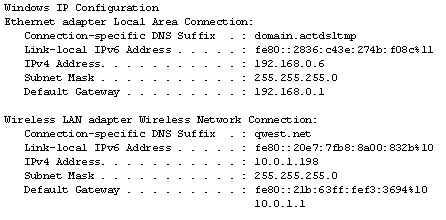 Windows IP Configuration
Ethernet adapter Local Area Connection:
Connection-specific DNS Suffix . : domain.actdsltmp
Link-local IPv6 Address . . . . . : fe80::2836:c43e:274b:f08c%11
IPv4 Address. . . . . . . . . . . : 192.168.0.6
Subnet Mask . . . . . . . . . . . : 255.255.255.0
Default Gateway . . . . . . . . . : 192.168.0.1
Wireless LAN adapter Wireless Network Connection:
Connection-specific DNS Suffix . : qwest.net
Link-local IPv6 Address . . . . . : fe80::20e7:7fb8:8a00:832b%10
IPv4 Address. . . . . . . . . . . : 10.0.1.198
Subnet Mask . . . . . . . . . . . : 255.255.255.0
Default Gateway . . . . . . . . . : fe80::21b:63ff:fef3:3694%10
10.0.1.1